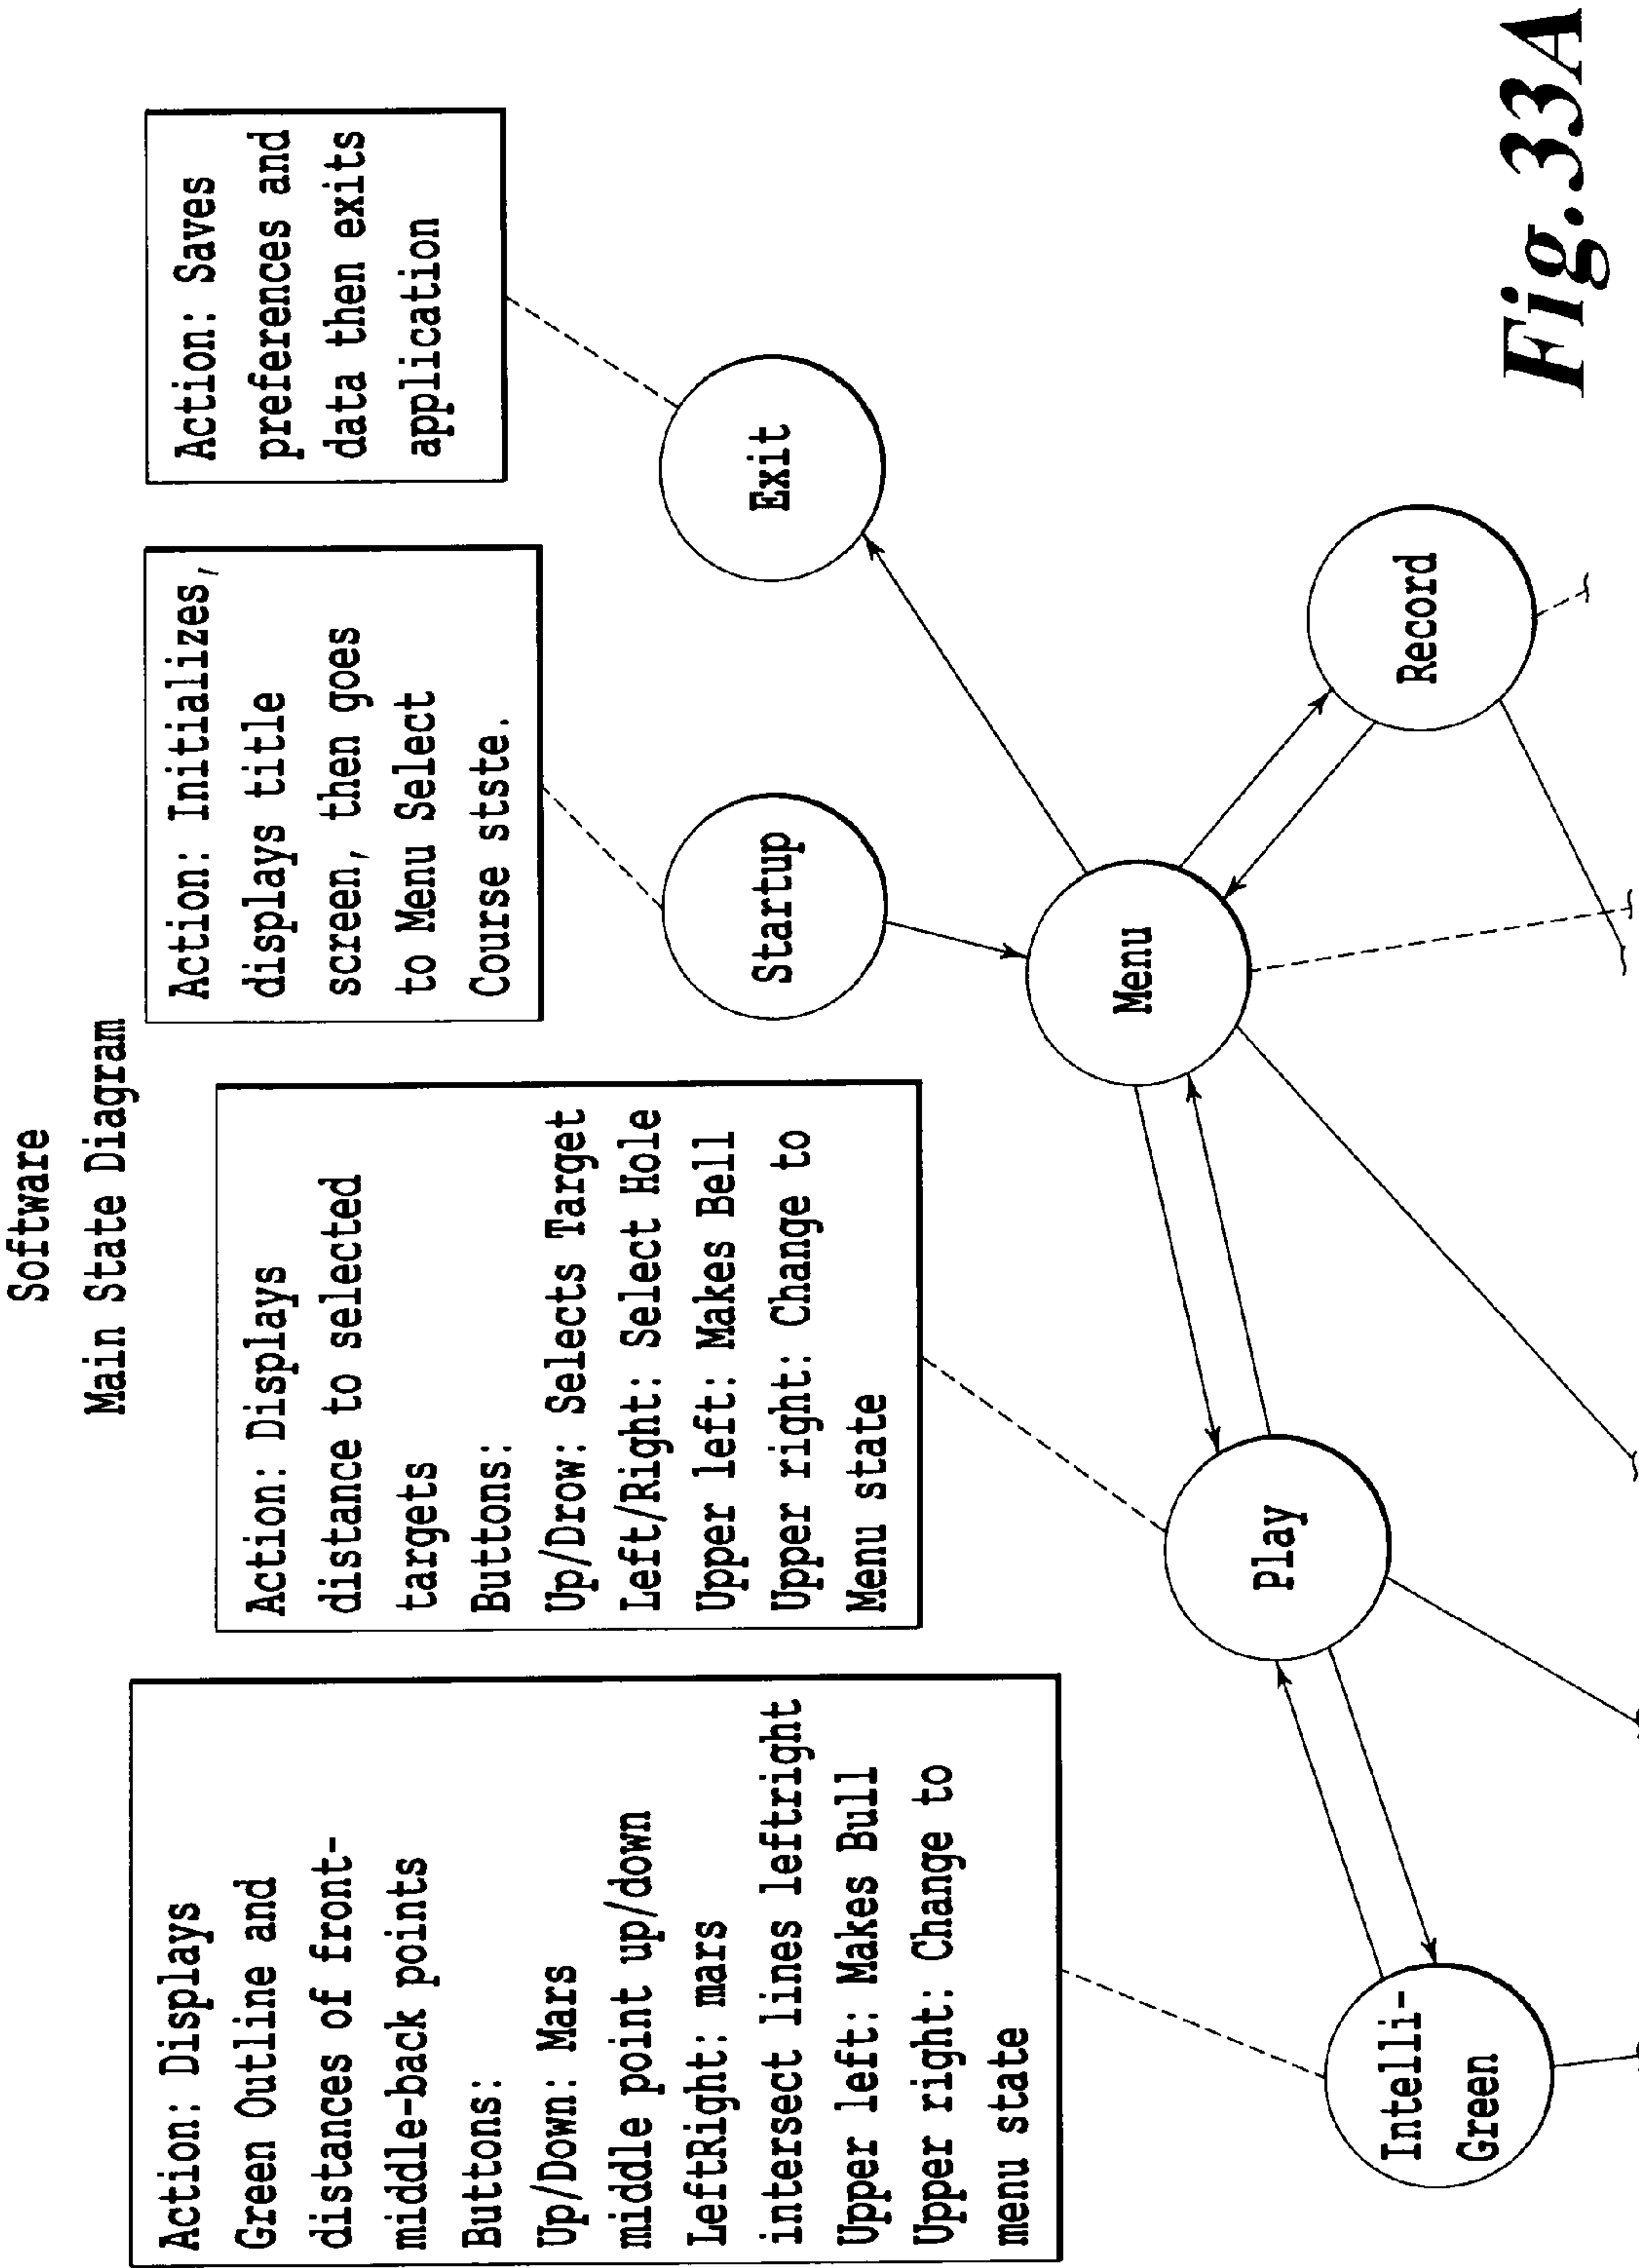 Software
Main State Diagram
Action: Displays
Green Outline and
distances of front-
middle-back points
Buttons:
Up/Down: Mars
middle point up/down
LeftRight: mars
intersect lines leftright
Upper left: Makes Bull
Upper right: Change to
menu state
Action: Displays
distance to selected
targets
Buttons:
Up/Drow: Selects Target
Left/Right: Select Hole
Upper left: Makes Bell
Upper right: Change to
Menu state
Action: Initializes,
displays title
screen, then goes
to Menu Select
Course stste.
Action: Saves
preferences and
data then exits
application
Startup
Exit
Menu
Play
Intelli-
Green
Record
Fig.33A